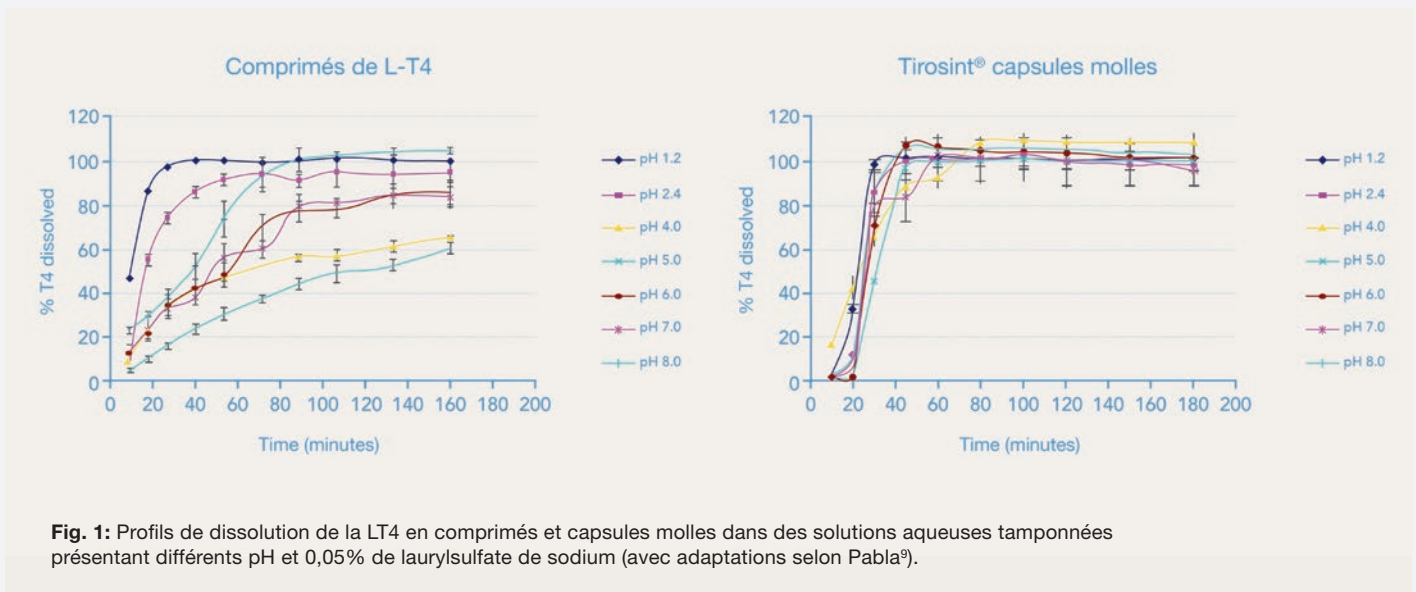 Comprimés de L-T4
120
100
80
60
40
20
0
% T4 dissolved
0 20 40 60 80 100 120 140 160 180 200
Time (minutes)
pH 1.2
pH 2.4
pH 4.0
pH 5.0
pH 6.0
pH 7.0
pH 8.0
Tirosint® capsules molles
120
100
80
60
40
20
0
% T4 dissolved
0 20 40 60 80 100 120 140 160 180 200
Time (minutes)
pH 1.2
pH 2.4
pH 4.0
pH 5.0
pH 6.0
pH 7.0
pH 8.0
Fig. 1: Profils de dissolution de la LT4 en comprimés et capsules molles dans des solutions aqueuses tamponnées
présentant différents pH et 0,05% de laurylsulfate de sodium (avec adaptations selon Pabla⁹).